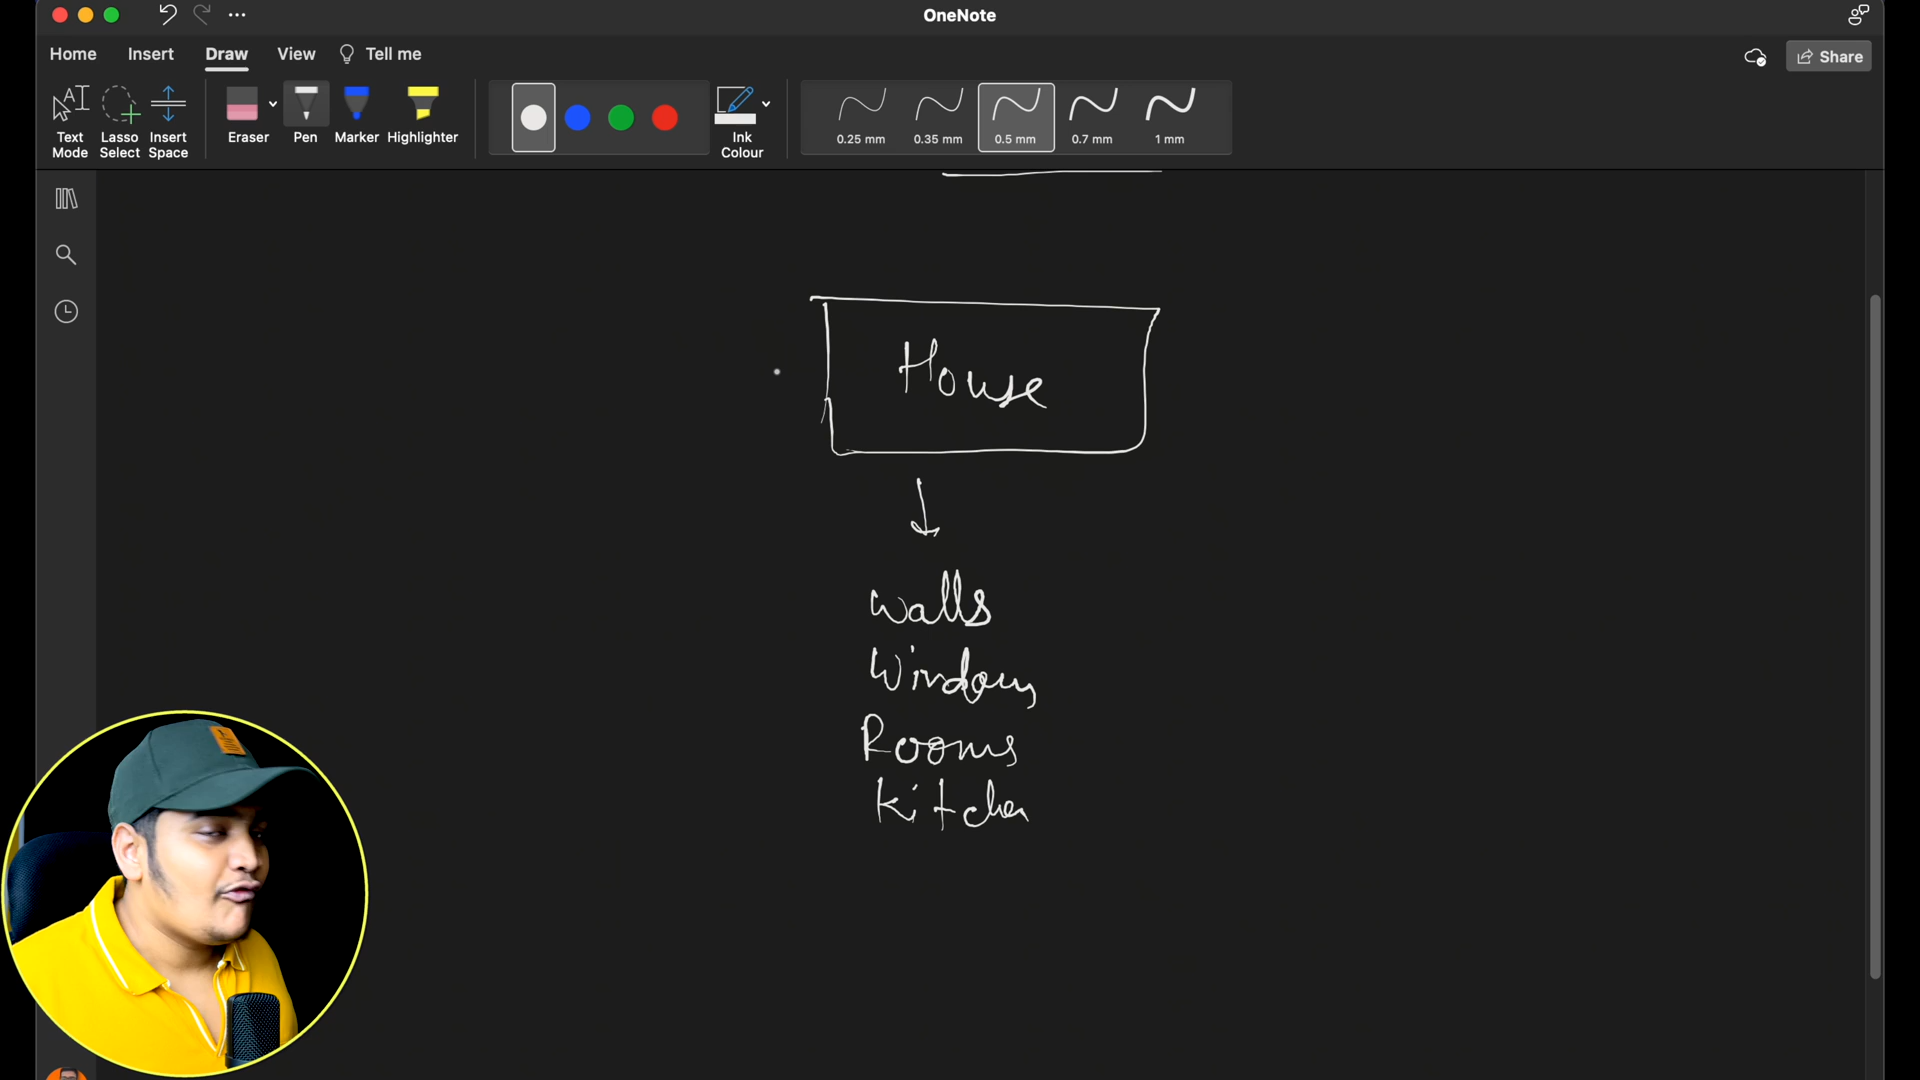 OneNote
Home Insert Draw View Tell me
Share
Text Mode
Lasso Select
Insert Space
Eraser
Pen
Marker
Highlighter
Ink Colour
0.25 mm
0.35 mm
0.5 mm
0.7 mm
1 mm
House
Walls
Windows
Rooms
Kitchen